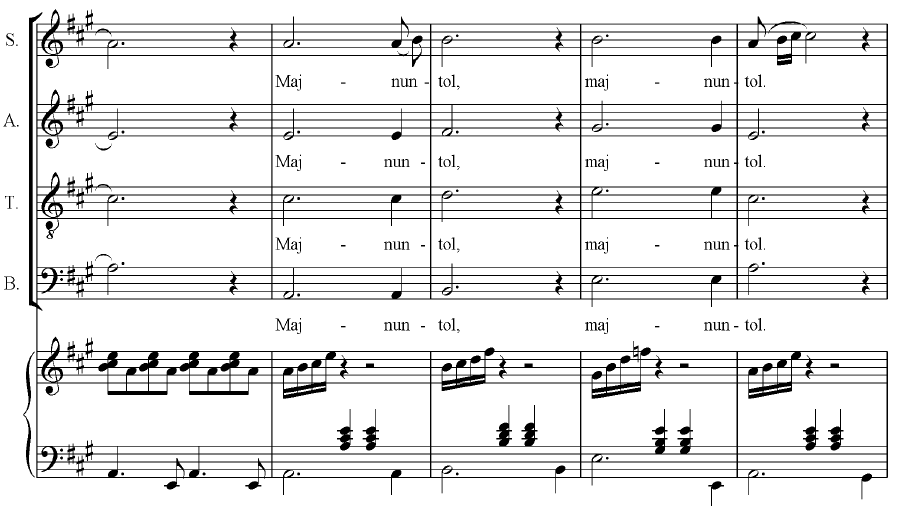 S.
Maj - nun - tol, maj - nun - tol.
A.
Maj - nun - tol, maj - nun - tol.
T.
Maj - nun - tol, maj - nun - tol.
B.
Maj - nun - tol, maj - nun - tol.